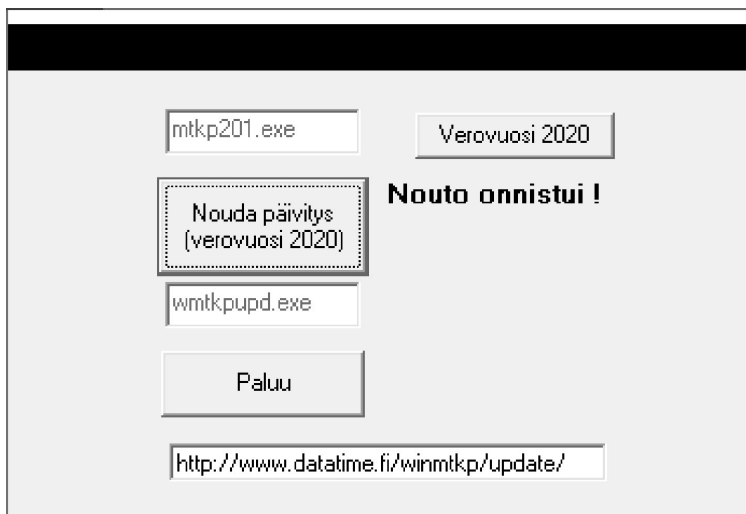 mtkp201.exe
Verovuosi 2020
Nouda päivitys
(verovuosi 2020)
Nouto onnistui !
wmtkpupd.exe
Paluu
http://www.datatime.fi/winmtkp/update/